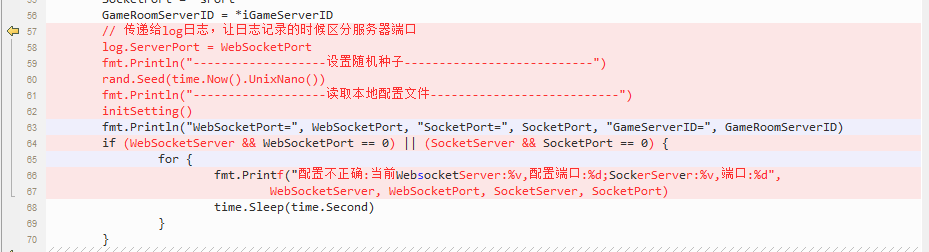 56 GameRoomServerID = *iGameServerID
57 // 传递给log日志，让日志记录的时候区分服务器端口
58 log.ServerPort = WebSocketPort
59 fmt.Println("-------------------设置随机种子---------------------------")
60 rand.Seed(time.Now().UnixNano())
61 fmt.Println("-------------------读取本地配置文件---------------------------")
62 initSetting()
63 fmt.Println("WebSocketPort=", WebSocketPort, "SocketPort=", SocketPort, "GameServerID=", GameRoomServerID)
64 if (WebSocketServer && WebSocketPort == 0) || (SocketServer && SocketPort == 0) {
65 for {
66 fmt.Printf("配置不正确:当前WebsocketServer:%v,配置端口:%d;SockerServer:%v,端口:%d",
67 WebSocketServer, WebSocketPort, SocketServer, SocketPort)
68 time.Sleep(time.Second)
69 }
70 }